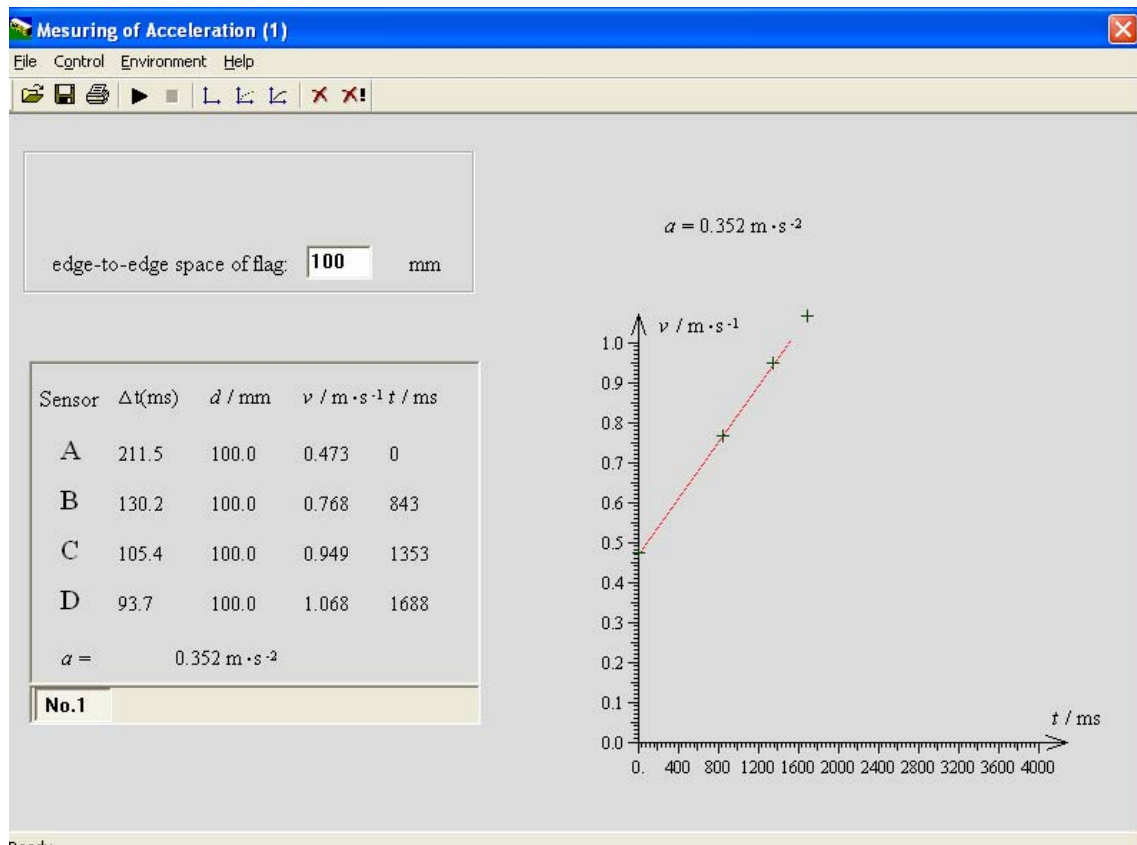 Mesuring of Acceleration (1)
File Control Environment Help
edge-to-edge space of flag: 100 mm
Sensor Δt(ms) d / mm v / m·s⁻¹ t / ms
A 211.5 100.0 0.473 0
B 130.2 100.0 0.768 843
C 105.4 100.0 0.949 1353
D 93.7 100.0 1.068 1688
a = 0.352 m·s⁻²
No.1
a = 0.352 m·s⁻²
v / m·s⁻¹
1.0
0.9
0.8
0.7
0.6
0.5
0.4
0.3
0.2
0.1
0.0
t / ms
0. 400 800 1200 1600 2000 2400 2800 3200 3600 4000